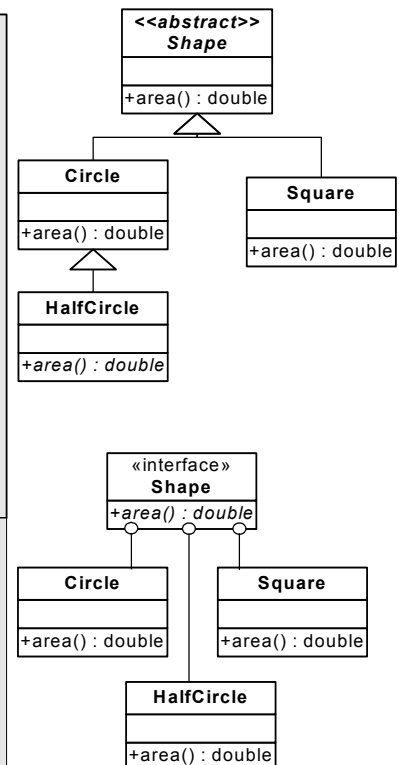 <<abstract>>
Shape
+area() : double
Circle
+area() : double
Square
+area() : double
HalfCircle
+area() : double
«interface»
Shape
+area() : double
Circle
+area() : double
Square
+area() : double
HalfCircle
+area() : double